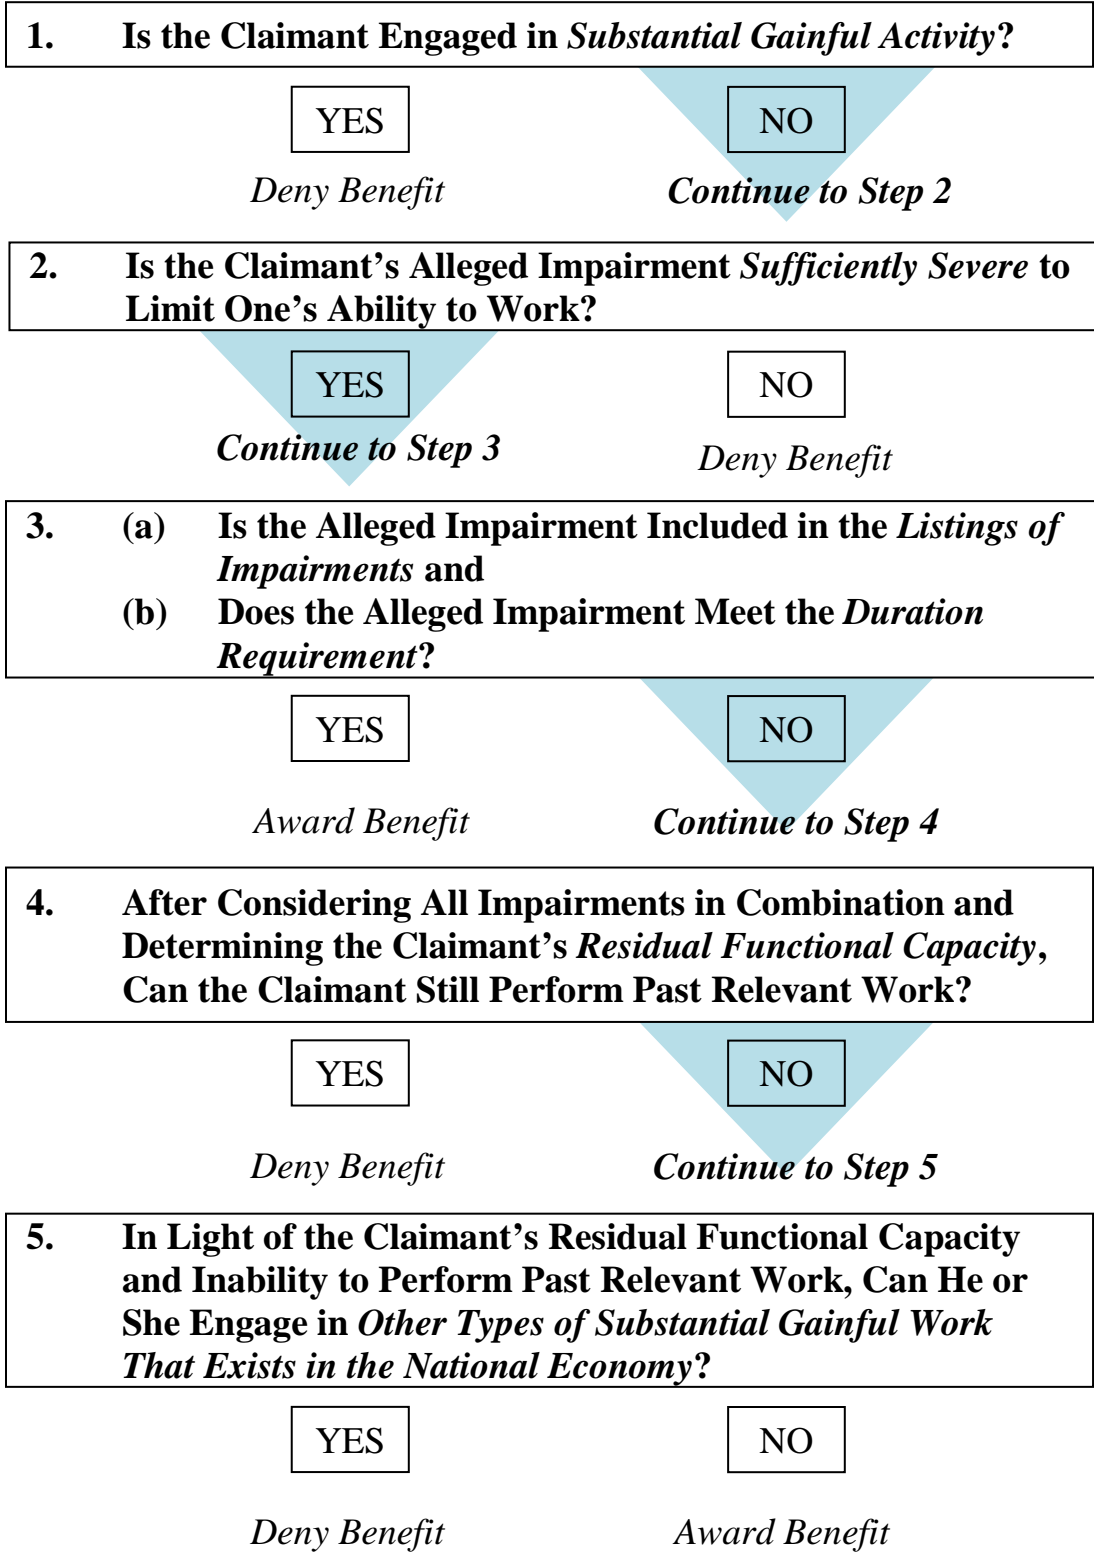 1. Is the Claimant Engaged in Substantial Gainful Activity?
YES NO
Deny Benefit Continue to Step 2
2. Is the Claimant’s Alleged Impairment Sufficiently Severe to
Limit One’s Ability to Work?
YES NO
Continue to Step 3 Deny Benefit
3. (a) Is the Alleged Impairment Included in the Listings of
Impairments and
(b) Does the Alleged Impairment Meet the Duration
Requirement?
YES NO
Award Benefit Continue to Step 4
4. After Considering All Impairments in Combination and
Determining the Claimant’s Residual Functional Capacity,
Can the Claimant Still Perform Past Relevant Work?
YES NO
Deny Benefit Continue to Step 5
5. In Light of the Claimant’s Residual Functional Capacity
and Inability to Perform Past Relevant Work, Can He or
She Engage in Other Types of Substantial Gainful Work
That Exists in the National Economy?
YES NO
Deny Benefit Award Benefit